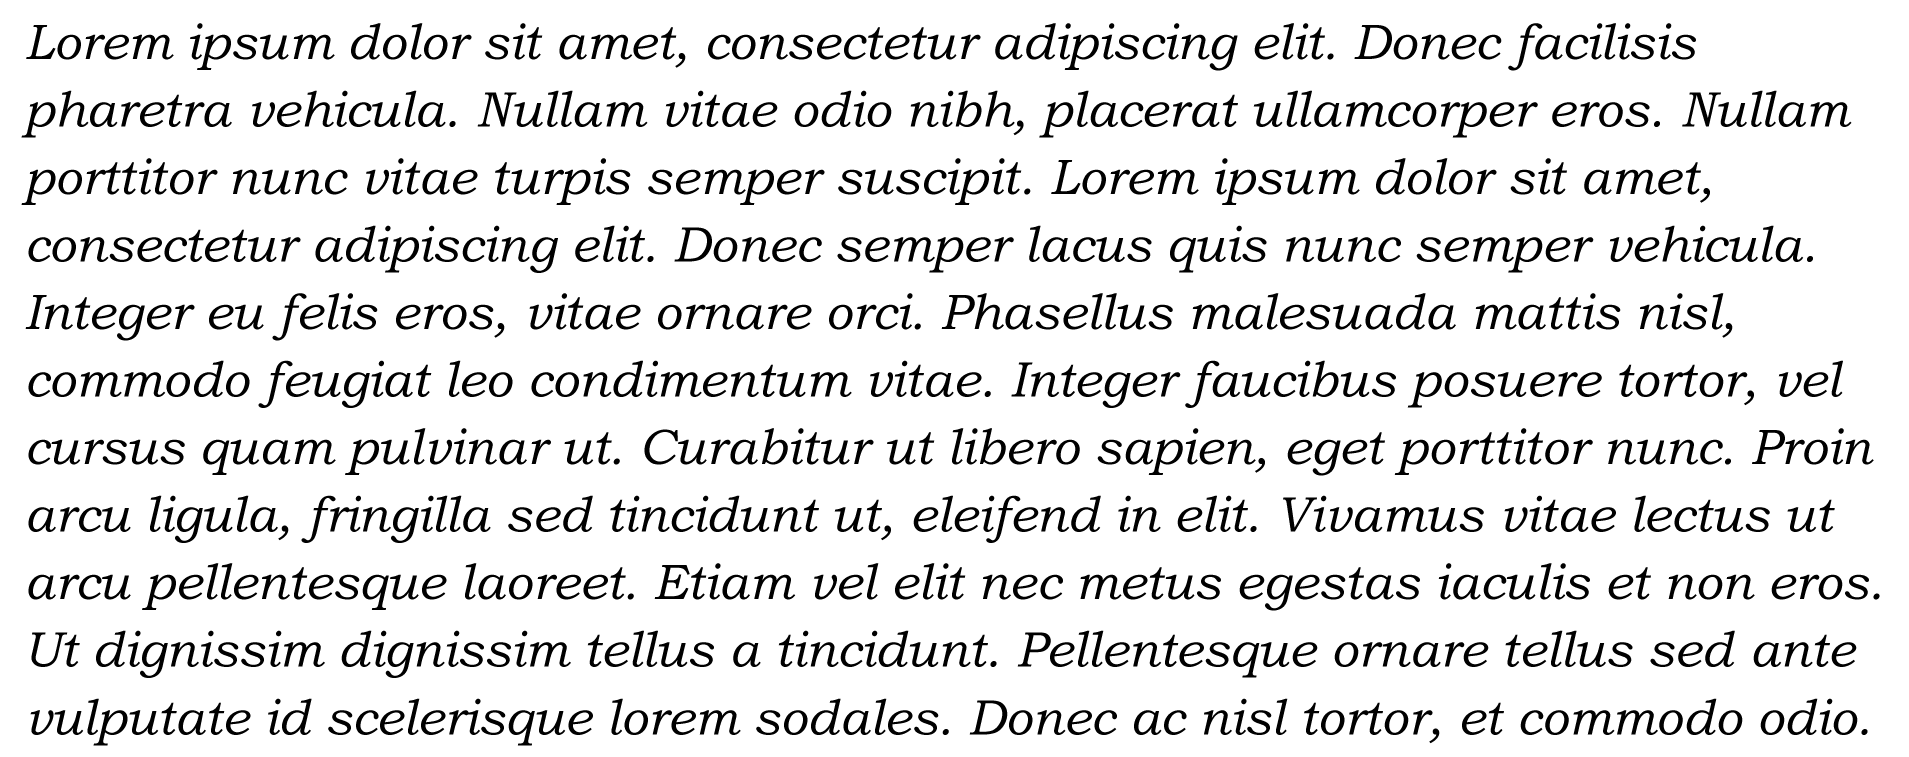 Lorem ipsum dolor sit amet, consectetur adipiscing elit. Donec facilisis
pharetra vehicula. Nullam vitae odio nibh, placerat ullamcorper eros. Nullam
porttitor nunc vitae turpis semper suscipit. Lorem ipsum dolor sit amet,
consectetur adipiscing elit. Donec semper lacus quis nunc semper vehicula.
Integer eu felis eros, vitae ornare orci. Phasellus malesuada mattis nisl,
commodo feugiat leo condimentum vitae. Integer faucibus posuere tortor, vel
cursus quam pulvinar ut. Curabitur ut libero sapien, eget porttitor nunc. Proin
arcu ligula, fringilla sed tincidunt ut, eleifend in elit. Vivamus vitae lectus ut
arcu pellentesque laoreet. Etiam vel elit nec metus egestas iaculis et non eros.
Ut dignissim dignissim tellus a tincidunt. Pellentesque ornare tellus sed ante
vulputate id scelerisque lorem sodales. Donec ac nisl tortor, et commodo odio.